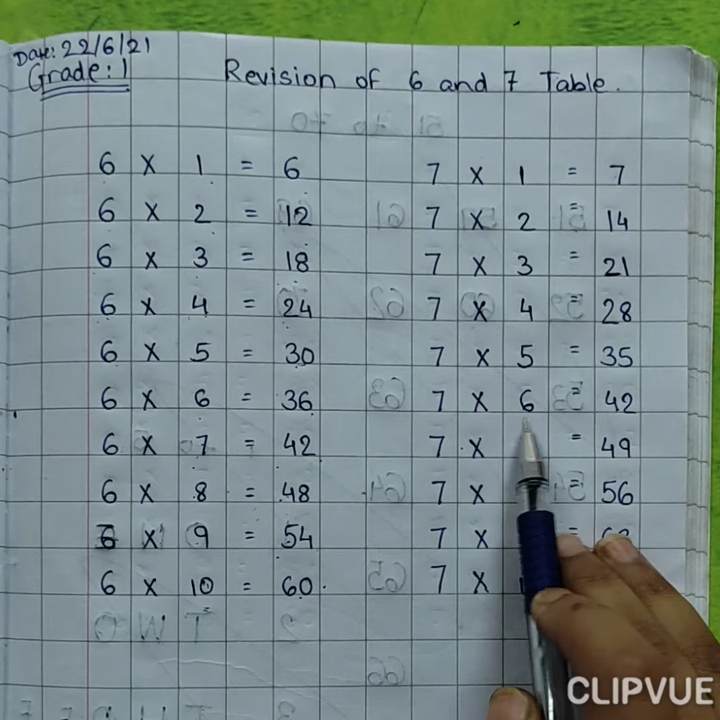 Date: 22/6/21
Grade: 1 Revision of 6 and 7 Table.
6 X 1 = 6 7 X 1 = 7
6 X 2 = 12 7 X 2 = 14
6 X 3 = 18 7 X 3 = 21
6 X 4 = 24 7 X 4 = 28
6 X 5 = 30 7 X 5 = 35
6 X 6 = 36 7 X 6 = 42
6 X 7 = 42 7 X = 49
6 X 8 = 48 7 X = 56
6 X 9 = 54 7 X =
6 X 10 = 60 7 X
CLIPVUE